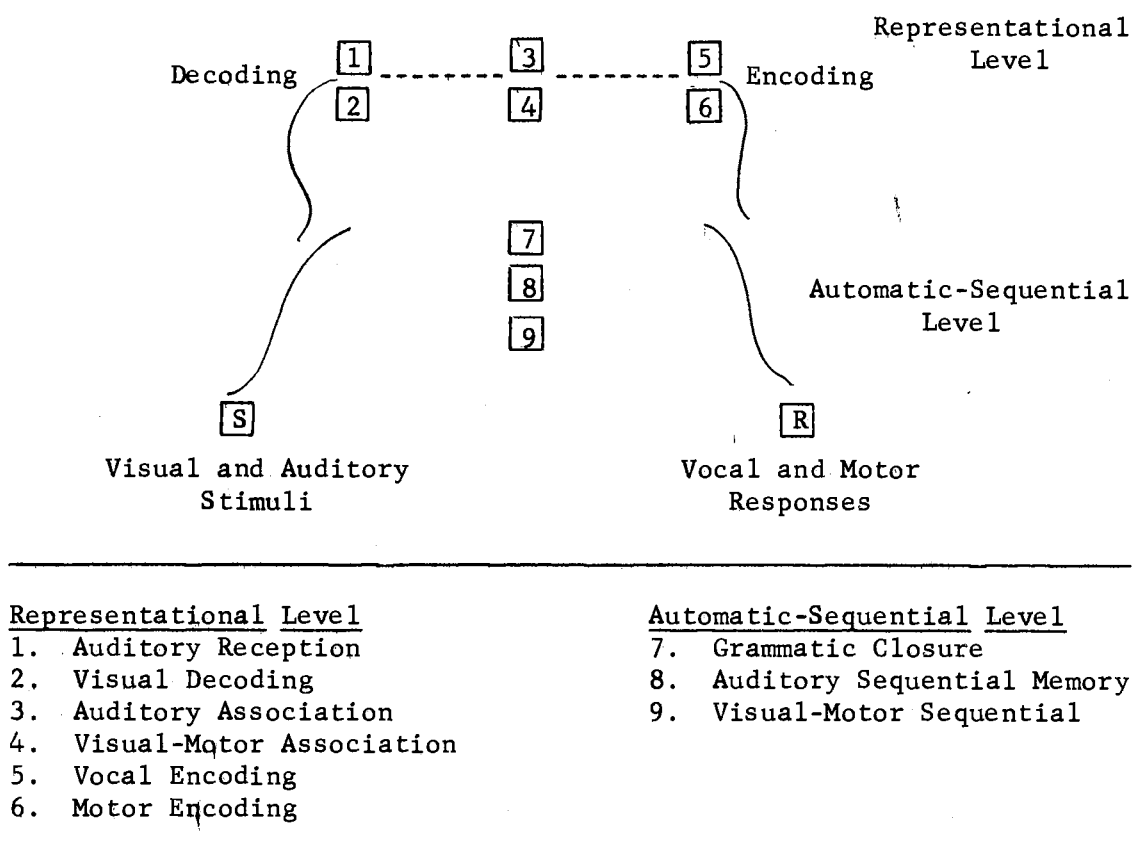 Representational
Level
Decoding 1 3 5 Encoding
2 4 6
7
8
Automatic-Sequential
Level
9
S R
Visual and Auditory
Stimuli
Vocal and Motor
Responses
Representational Level
1. Auditory Reception
2. Visual Decoding
3. Auditory Association
4. Visual-Motor Association
5. Vocal Encoding
6. Motor Encoding
Automatic-Sequential Level
7. Grammatic Closure
8. Auditory Sequential Memory
9. Visual-Motor Sequential